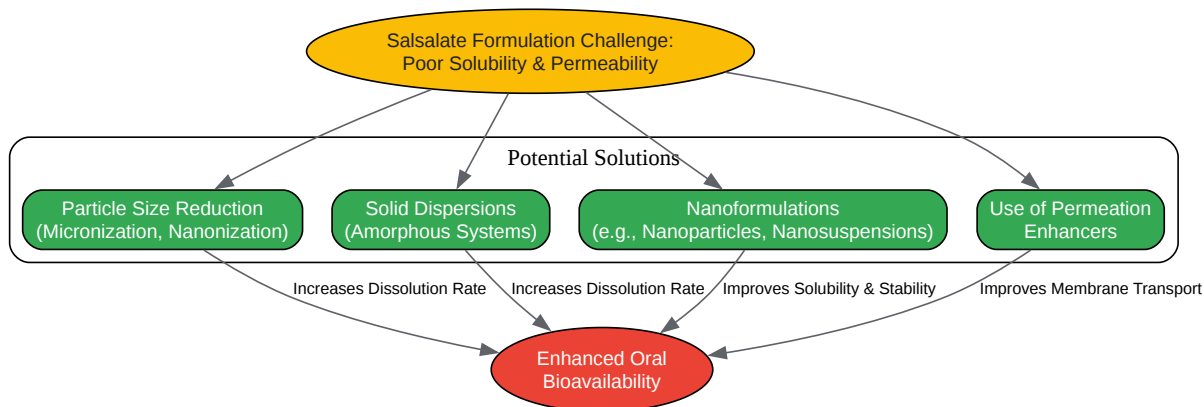 Salsalate Formulation Challenge:
Poor Solubility & Permeability
Potential Solutions
Particle Size Reduction
(Micronization, Nanonization)
Solid Dispersions
(Amorphous Systems)
Nanoformulations
(e.g., Nanoparticles, Nanosuspensions)
Use of Permeation
Enhancers
Increases Dissolution Rate
Increases Dissolution Rate
Improves Solubility & Stability
Improves Membrane Transport
Enhanced Oral
Bioavailability